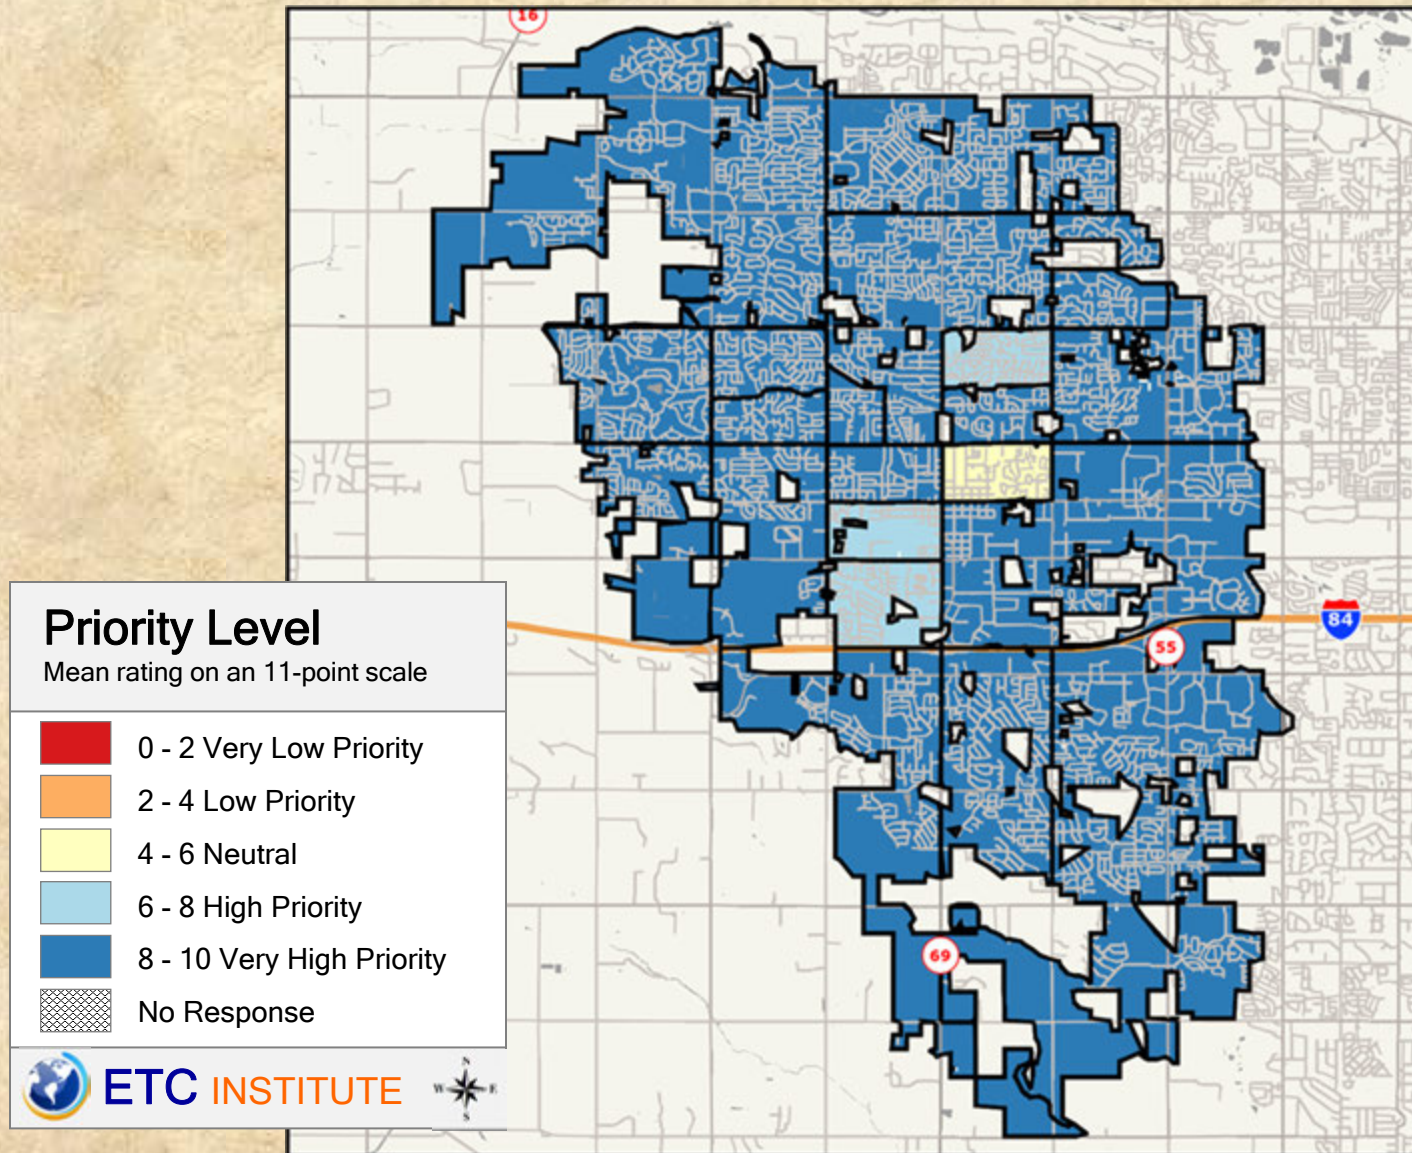 16
84
55
69
Priority Level
Mean rating on an 11-point scale
0 - 2 Very Low Priority
2 - 4 Low Priority
4 - 6 Neutral
6 - 8 High Priority
8 - 10 Very High Priority
No Response
ETC INSTITUTE
N
W E
S